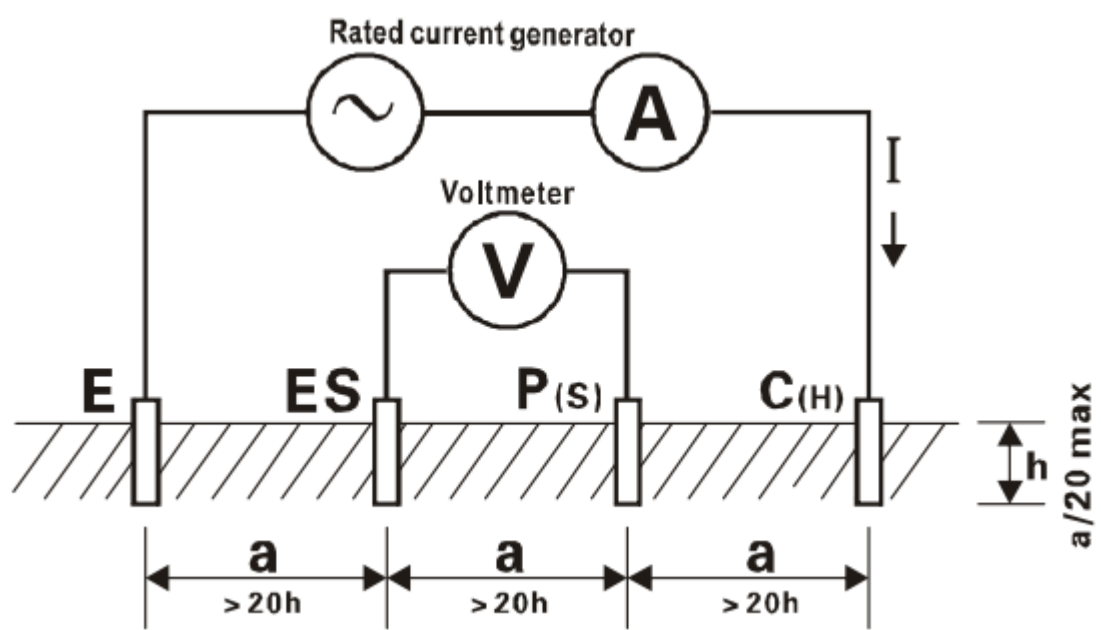 Rated current generator
A
I
Voltmeter
V
E
ES
P(S)
C(H)
h
a/20 max
a
a
a
>20h
>20h
>20h